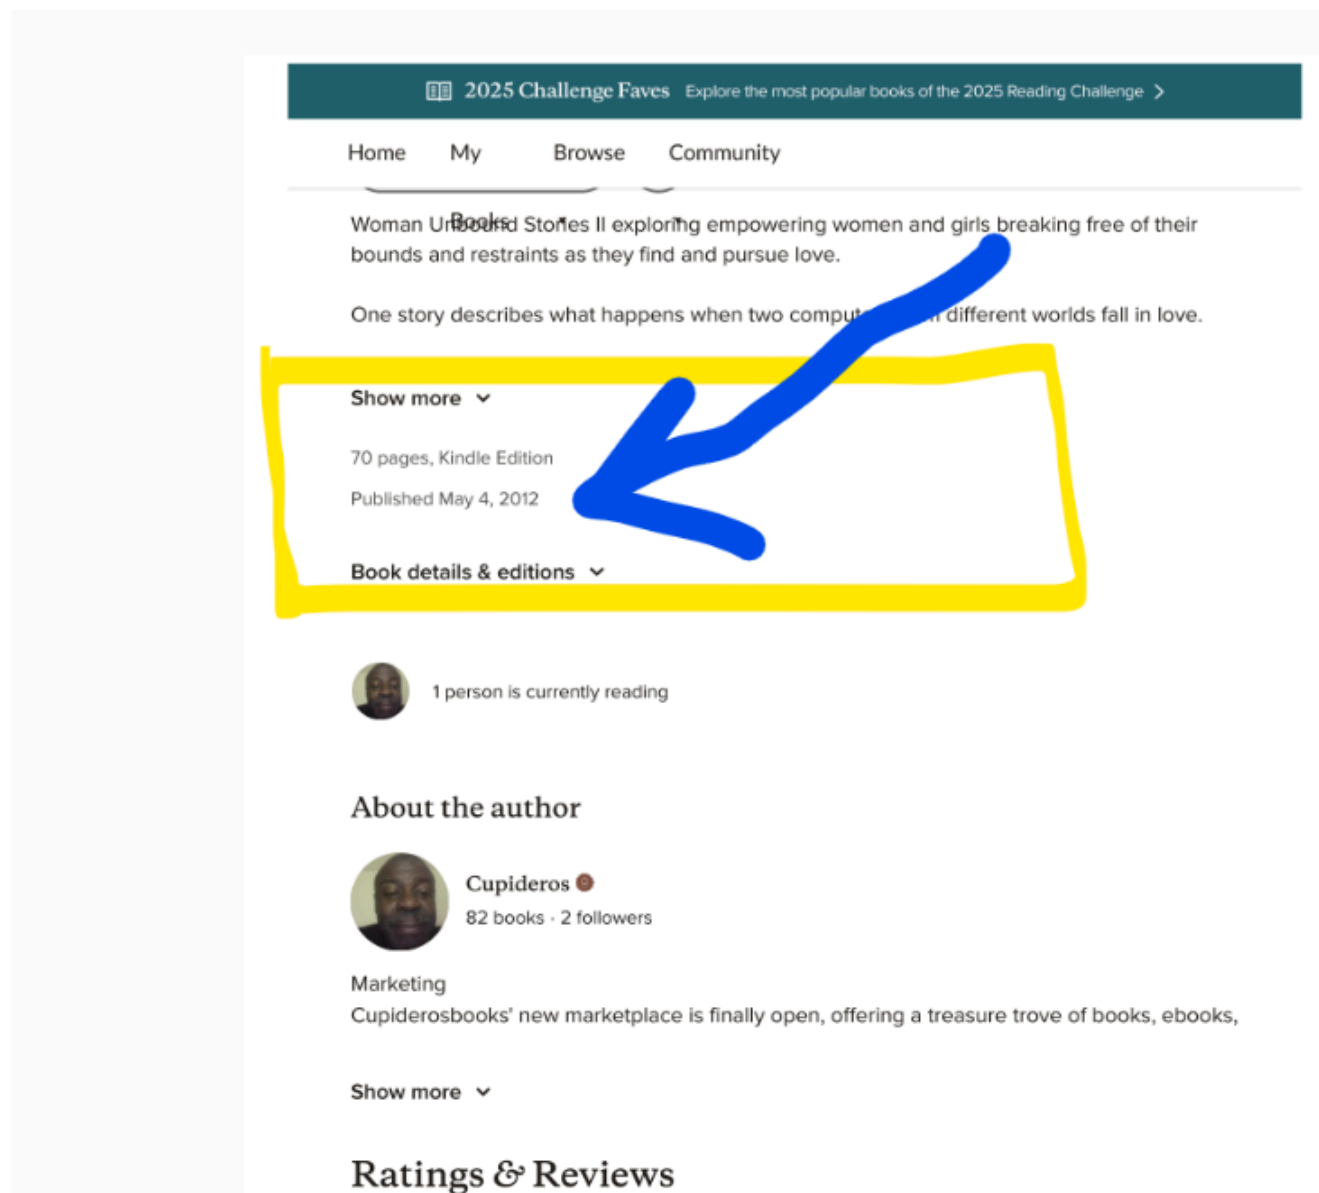 2025 Challenge Faves Explore the most popular books of the 2025 Reading Challenge
Home My Browse Community
Books
Woman Unbound Stories II exploring empowering women and girls breaking free of their
bounds and restraints as they find and pursue love.
One story describes what happens when two different worlds fall in love.
Show more
70 pages, Kindle Edition
Published May 4, 2012
Book details & editions
1 person is currently reading
About the author
Cupideros
82 books · 2 followers
Marketing
Cupiderosbooks' new marketplace is finally open, offering a treasure trove of books, ebooks,
Show more
Ratings & Reviews